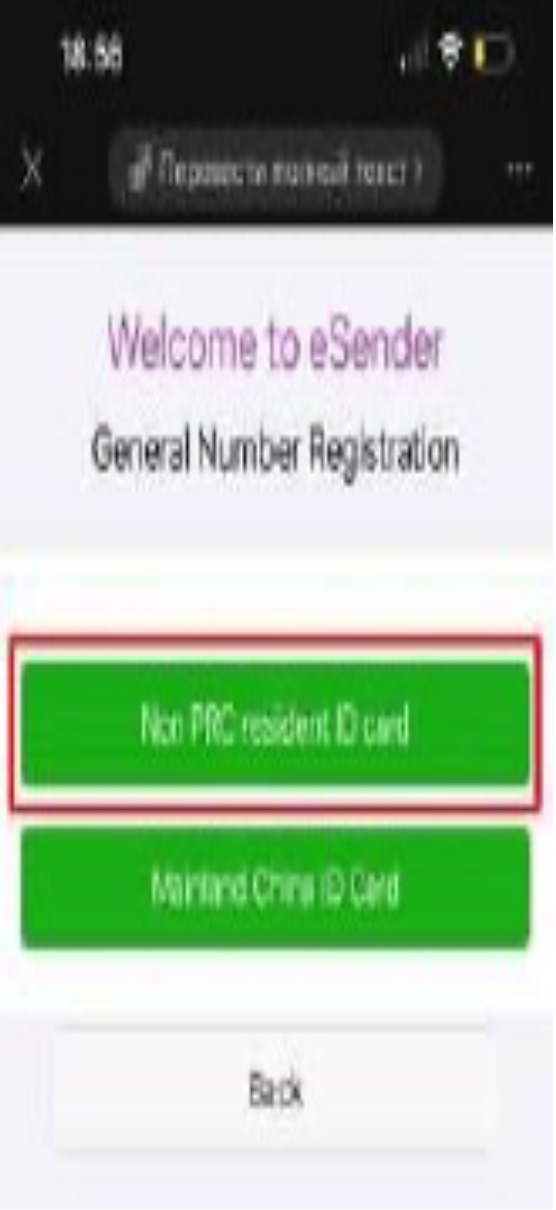 18:56
Перевести полный текст
Welcome to eSender
General Number Registration
Non PRC resident ID card
Mainland China ID Card
Back